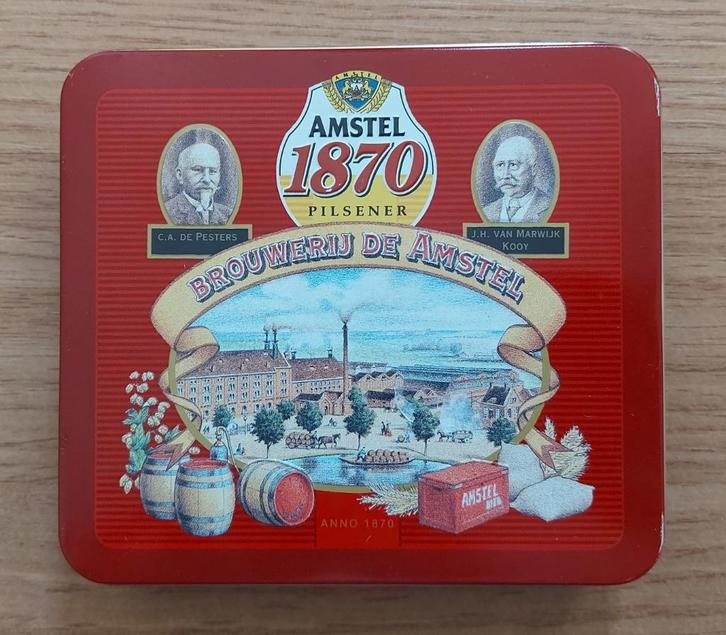 AMSTEL
AMSTEL
1870
PILSENER
C.A. DE PESTERS
J.H. VAN MARWIJK
KOOY
BROUWERIJ DE AMSTEL
AMSTEL
BIER
ANNO 1870